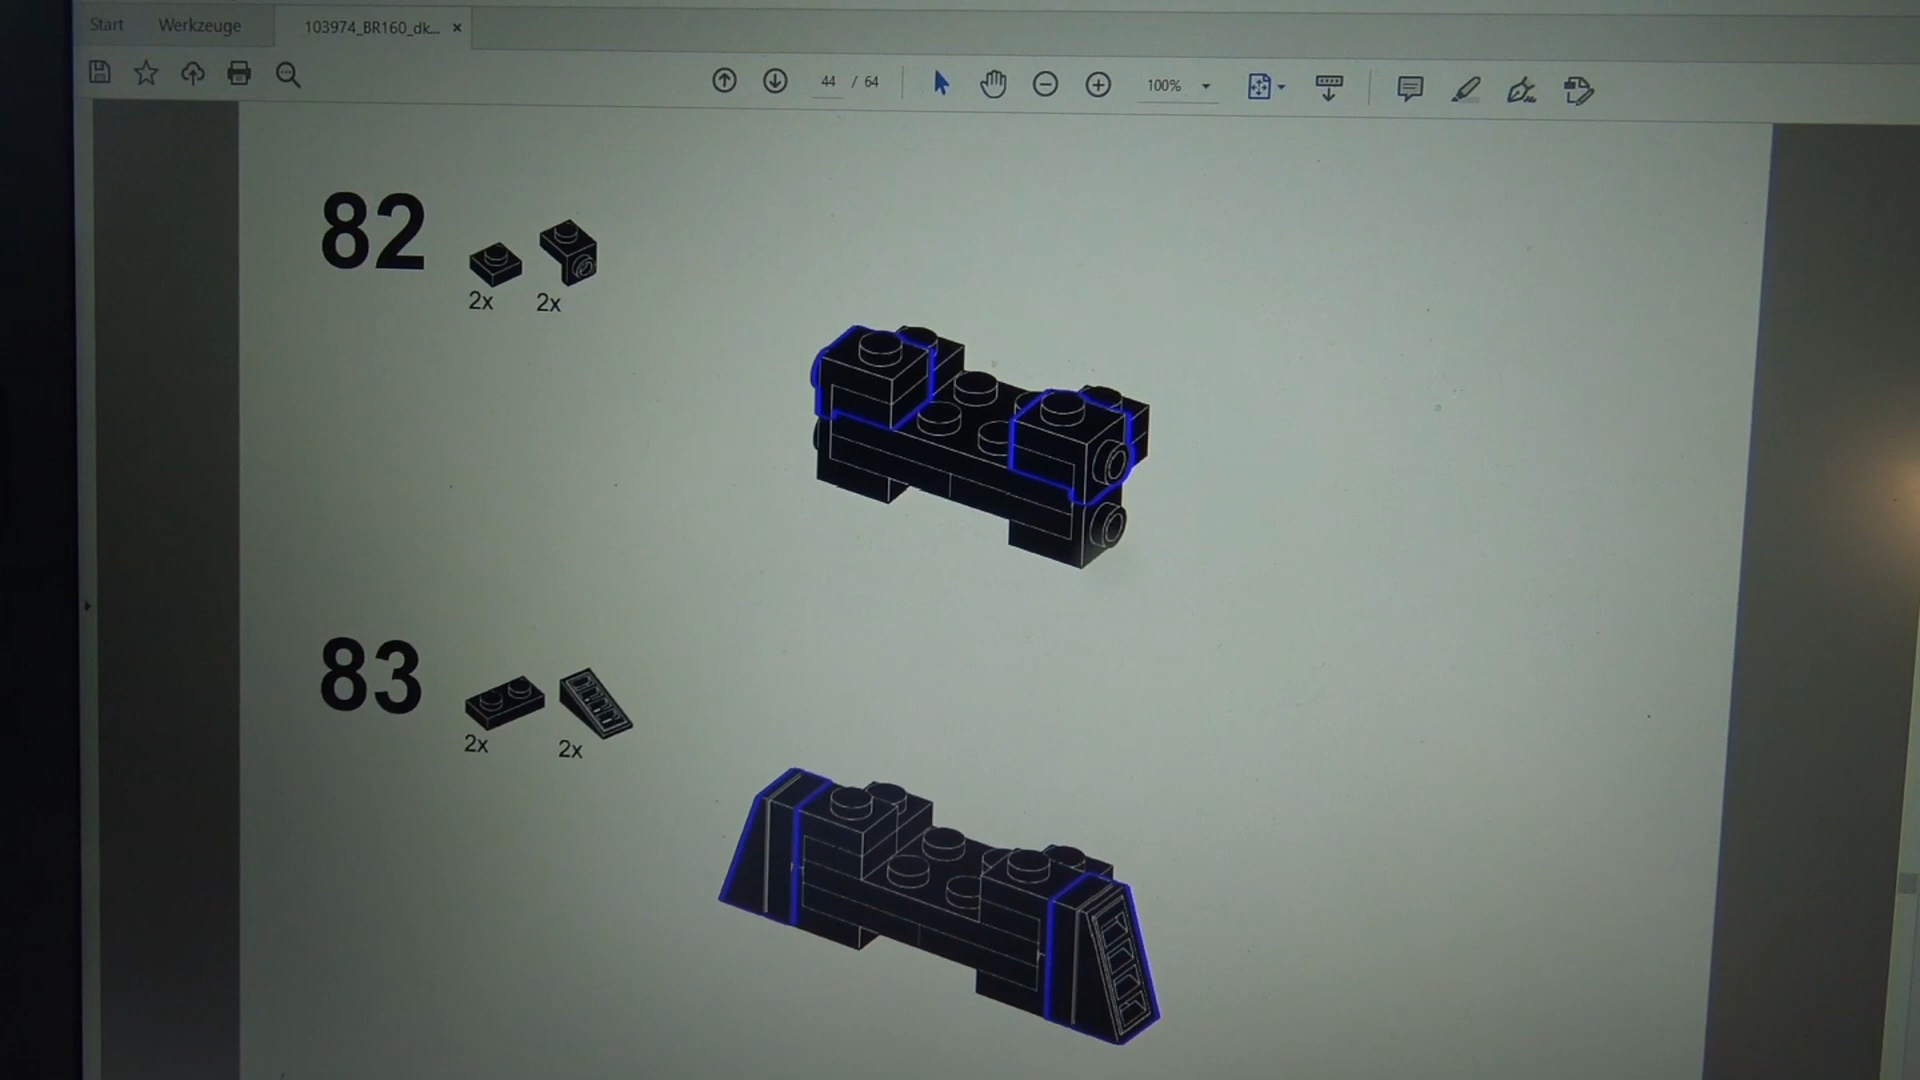 Start Werkzeuge 103974_BR160_dk... ×
44 / 64 100%
82
2x 2x
83
2x 2x